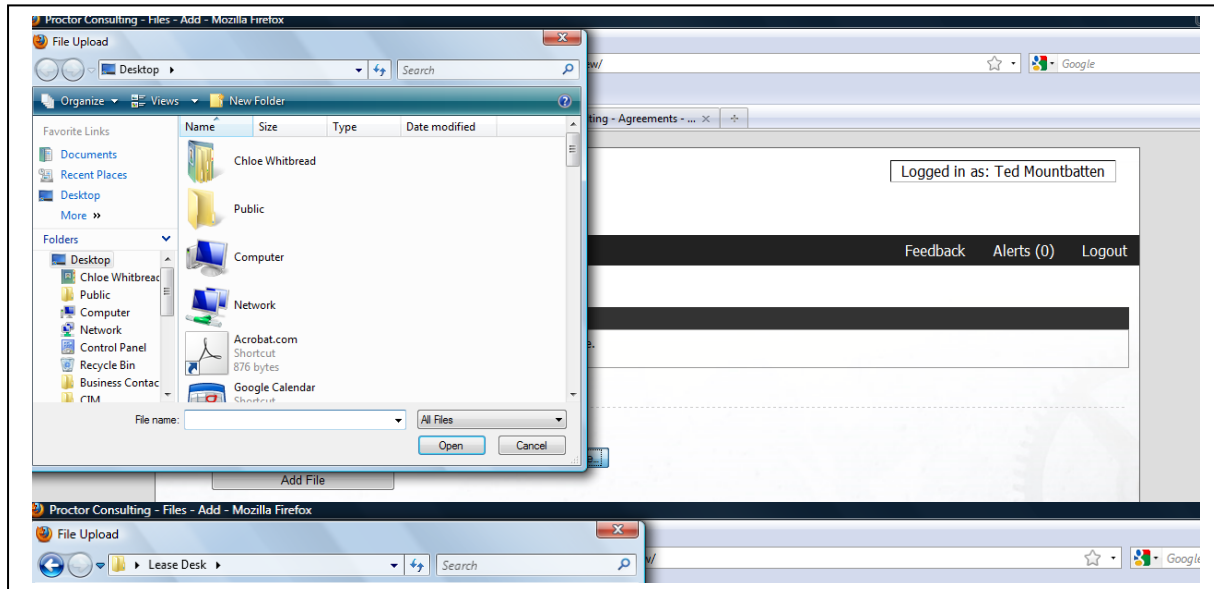 Proctor Consulting - Files - Add - Mozilla Firefox
File Upload
Desktop
Search
ew/
Google
Organize Views New Folder
ting - Agreements - ...
Favorite Links
Name Size Type Date modified
Documents
Recent Places
Desktop
More »
Chloe Whitbread
Public
Computer
Network
Acrobat.com
Shortcut
876 bytes
Google Calendar
Shortcut
Folders
Desktop
Chloe Whitbreac
Public
Computer
Network
Control Panel
Recycle Bin
Business Contac
CIM
File name:
All Files
Open Cancel
Logged in as: Ted Mountbatten
Feedback Alerts (0) Logout
e.
e...
Add File
Proctor Consulting - Files - Add - Mozilla Firefox
File Upload
Lease Desk
Search
w/
Google